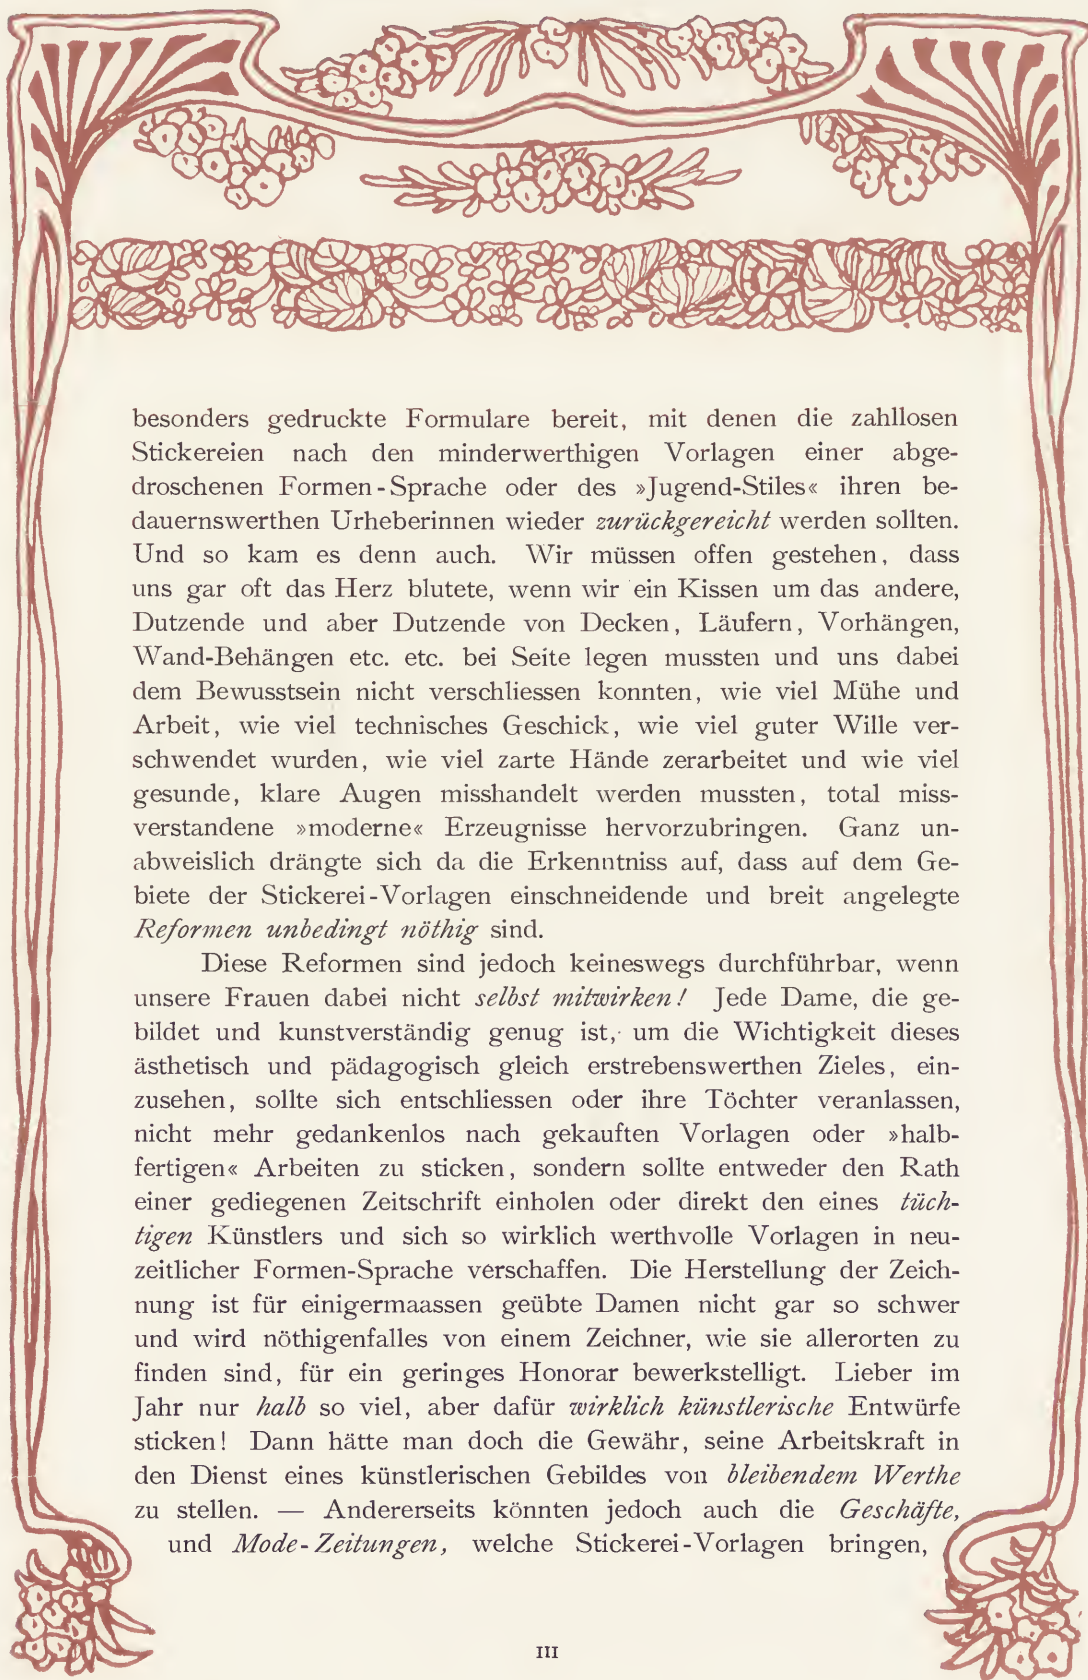 besonders gedruckte Formulare bereit, mit denen die zahllosen
Stickereien nach den minderwerthigen Vorlagen einer abge-
droschenen Formen-Sprache oder des »Jugend-Stiles« ihren be-
dauernswerthen Urheberinnen wieder zurückgereicht werden sollten.
Und so kam es denn auch. Wir müssen offen gestehen, dass
uns gar oft das Herz blutete, wenn wir ein Kissen um das andere,
Dutzende und aber Dutzende von Decken, Läufern, Vorhängen,
Wand-Behängen etc. etc. bei Seite legen mussten und uns dabei
dem Bewusstsein nicht verschliessen konnten, wie viel Mühe und
Arbeit, wie viel technisches Geschick, wie viel guter Wille ver-
schwendet wurden, wie viel zarte Hände zerarbeitet und wie viel
gesunde, klare Augen misshandelt werden mussten, total miss-
verstandene »moderne« Erzeugnisse hervorzubringen. Ganz un-
abweislich drängte sich da die Erkenntniss auf, dass auf dem Ge-
biete der Stickerei-Vorlagen einschneidende und breit angelegte
Reformen unbedingt nöthig sind.
Diese Reformen sind jedoch keineswegs durchführbar, wenn
unsere Frauen dabei nicht selbst mitwirken! Jede Dame, die ge-
bildet und kunstverständig genug ist, um die Wichtigkeit dieses
ästhetisch und pädagogisch gleich erstrebenswerthen Zieles, ein-
zusehen, sollte sich entschliessen oder ihre Töchter veranlassen,
nicht mehr gedankenlos nach gekauften Vorlagen oder »halb-
fertigen« Arbeiten zu sticken, sondern sollte entweder den Rath
einer gediegenen Zeitschrift einholen oder direkt den eines tüch-
tigen Künstlers und sich so wirklich werthvolle Vorlagen in neu-
zeitlicher Formen-Sprache verschaffen. Die Herstellung der Zeich-
nung ist für einigermaassen geübte Damen nicht gar so schwer
und wird nöthigenfalles von einem Zeichner, wie sie allerorten zu
finden sind, für ein geringes Honorar bewerkstelligt. Lieber im
Jahr nur halb so viel, aber dafür wirklich künstlerische Entwürfe
sticken! Dann hätte man doch die Gewähr, seine Arbeitskraft in
den Dienst eines künstlerischen Gebildes von bleibendem Werthe
zu stellen. — Andererseits könnten jedoch auch die Geschäfte,
und Mode-Zeitungen, welche Stickerei-Vorlagen bringen,
III